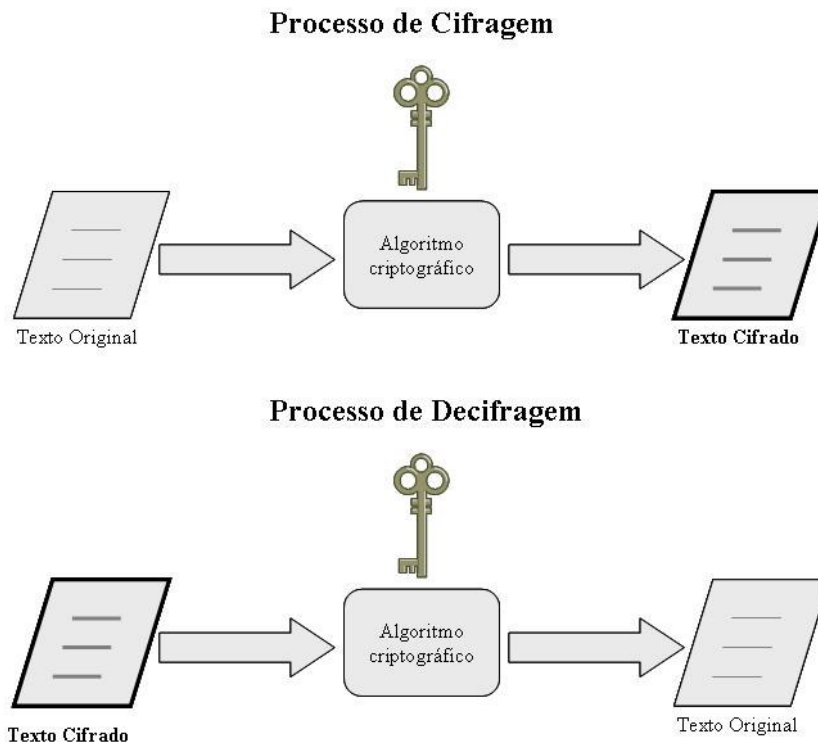 Processo de Cifragem
Algoritmo
criptográfico
Texto Original
Texto Cifrado
Processo de Decifragem
Algoritmo
criptográfico
Texto Cifrado
Texto Original